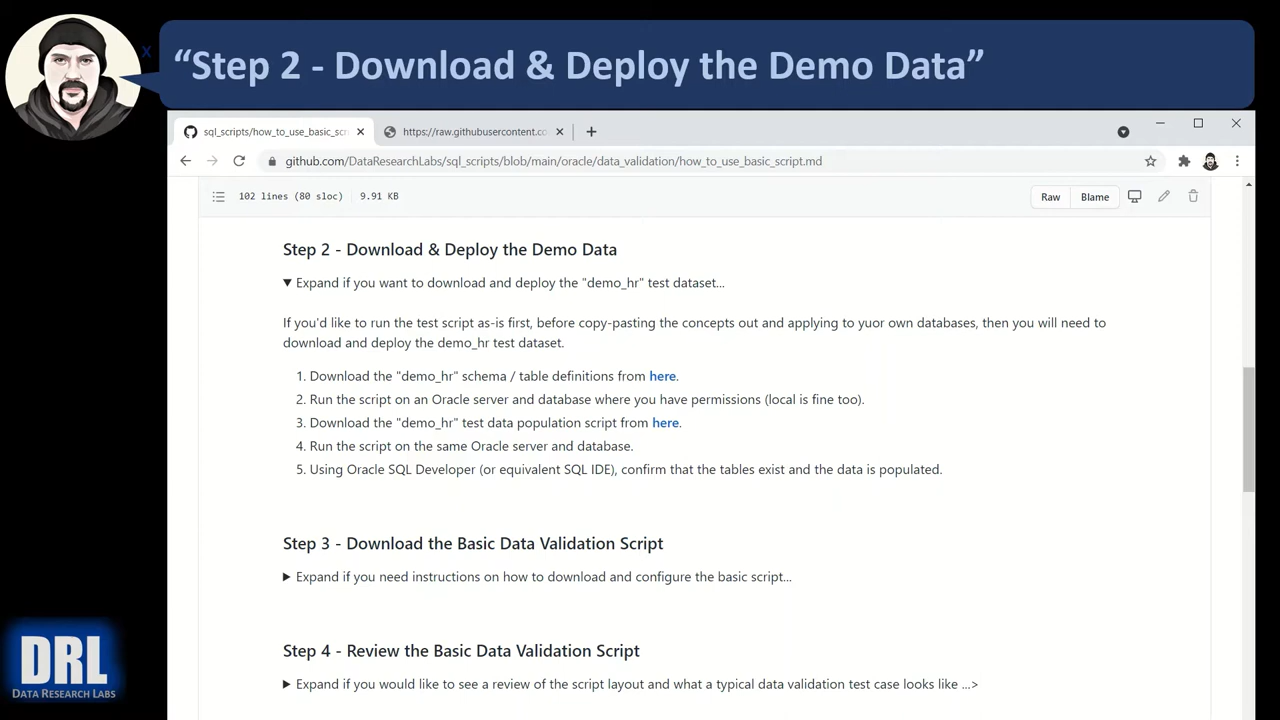 x
“Step 2 - Download & Deploy the Demo Data”
sql_scripts/how_to_use_basic_scr
https://raw.githubusercontent.co
github.com/DataResearchLabs/sql_scripts/blob/main/oracle/data_validation/how_to_use_basic_script.md
102 lines (80 sloc) 9.91 KB
Raw Blame
Step 2 - Download & Deploy the Demo Data
▼ Expand if you want to download and deploy the "demo_hr" test dataset...
If you'd like to run the test script as-is first, before copy-pasting the concepts out and applying to yuor own databases, then you will need to
download and deploy the demo_hr test dataset.
1. Download the "demo_hr" schema / table definitions from here.
2. Run the script on an Oracle server and database where you have permissions (local is fine too).
3. Download the "demo_hr" test data population script from here.
4. Run the script on the same Oracle server and database.
5. Using Oracle SQL Developer (or equivalent SQL IDE), confirm that the tables exist and the data is populated.
Step 3 - Download the Basic Data Validation Script
▶ Expand if you need instructions on how to download and configure the basic script...
Step 4 - Review the Basic Data Validation Script
▶ Expand if you would like to see a review of the script layout and what a typical data validation test case looks like ...>
DRL
DATA RESEARCH LABS